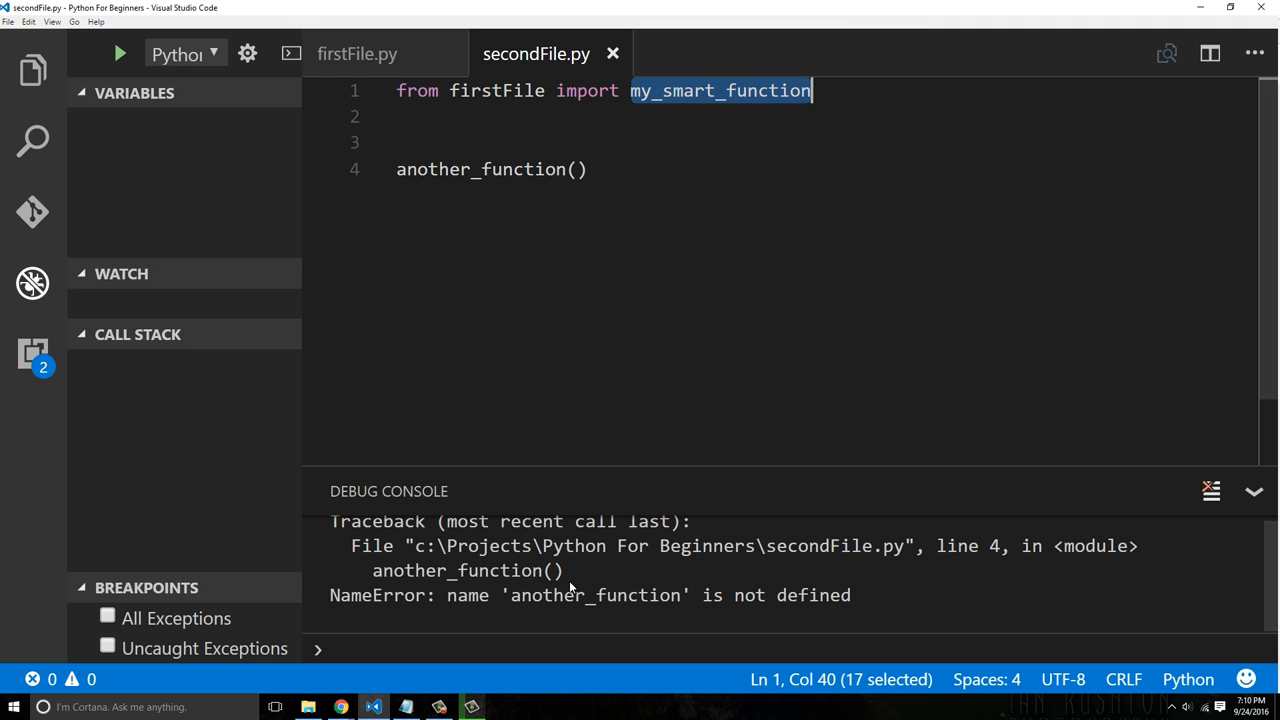 secondFile.py - Python For Beginners - Visual Studio Code
File Edit View Go Help
Python
firstFile.py
secondFile.py
VARIABLES
1 from firstFile import my_smart_function
2
3
4 another_function()
WATCH
CALL STACK
2
DEBUG CONSOLE
Traceback (most recent call last):
File "c:\Projects\Python For Beginners\secondFile.py", line 4, in <module>
another_function()
NameError: name 'another_function' is not defined
BREAKPOINTS
All Exceptions
Uncaught Exceptions
0 0
Ln 1, Col 40 (17 selected) Spaces: 4 UTF-8 CRLF Python
I'm Cortana. Ask me anything.
7:10 PM
9/24/2016